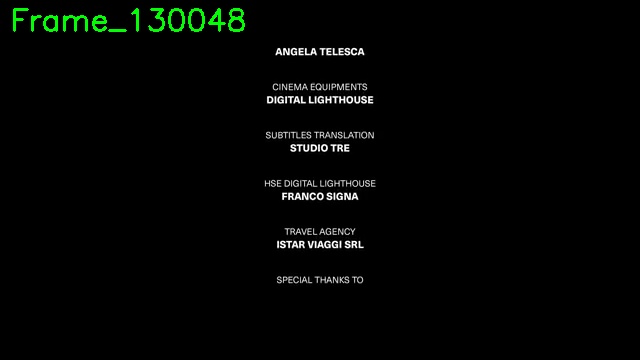 Frame_130048
ANGELA TELESCA
CINEMA EQUIPMENTS
DIGITAL LIGHTHOUSE
SUBTITLES TRANSLATION
STUDIO TRE
HSE DIGITAL LIGHTHOUSE
FRANCO SIGNA
TRAVEL AGENCY
ISTAR VIAGGI SRL
SPECIAL THANKS TO